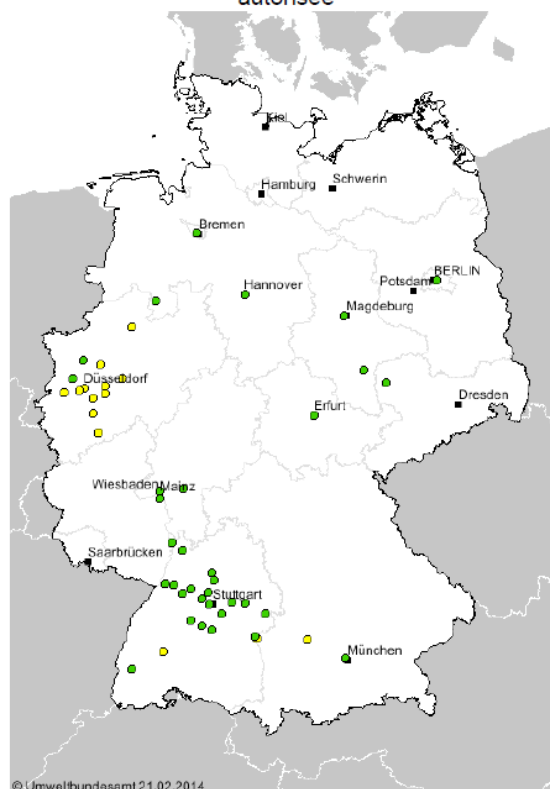 autorisée
Kiel
Hamburg
Schwerin
Bremen
Hannover
Potsdam
BERLIN
Magdeburg
Düsseldorf
Erfurt
Dresden
Wiesbaden
Mainz
Saarbrücken
Stuttgart
München
© Umweltbundesamt 21.02.2014